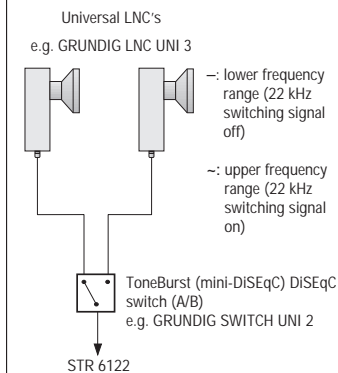 Universal LNC's
e.g. GRUNDIG LNC UNI 3
–: lower frequency
range (22 kHz
switching signal
off)
~: upper frequency
range (22 kHz
switching signal
on)
ToneBurst (mini-DiSEqC) DiSEqC
switch (A/B)
e.g. GRUNDIG SWITCH UNI 2
STR 6122